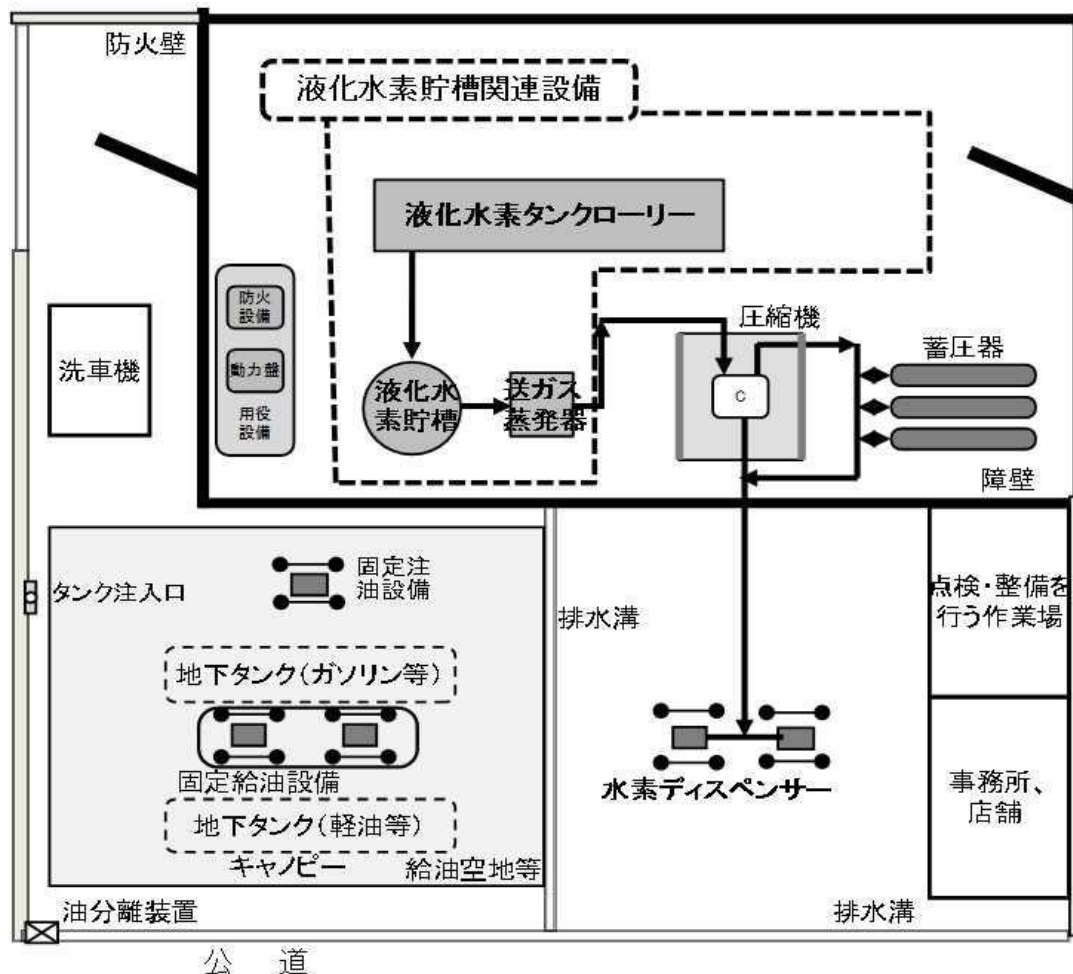 防火壁
液化水素貯槽関連設備
液化水素タンクローリー
防火
設備
動力盤
用役
設備
洗車機
液化水
素貯槽
送ガス
蒸発器
圧縮機
C
蓄圧器
障壁
タンク注入口
固定注
油設備
地下タンク(ガソリン等)
固定給油設備
地下タンク(軽油等)
キャノピー
給油空地等
油分離装置
排水溝
水素ディスペンサー
点検・整備を
行う作業場
事務所、
店舗
排水溝
公 道